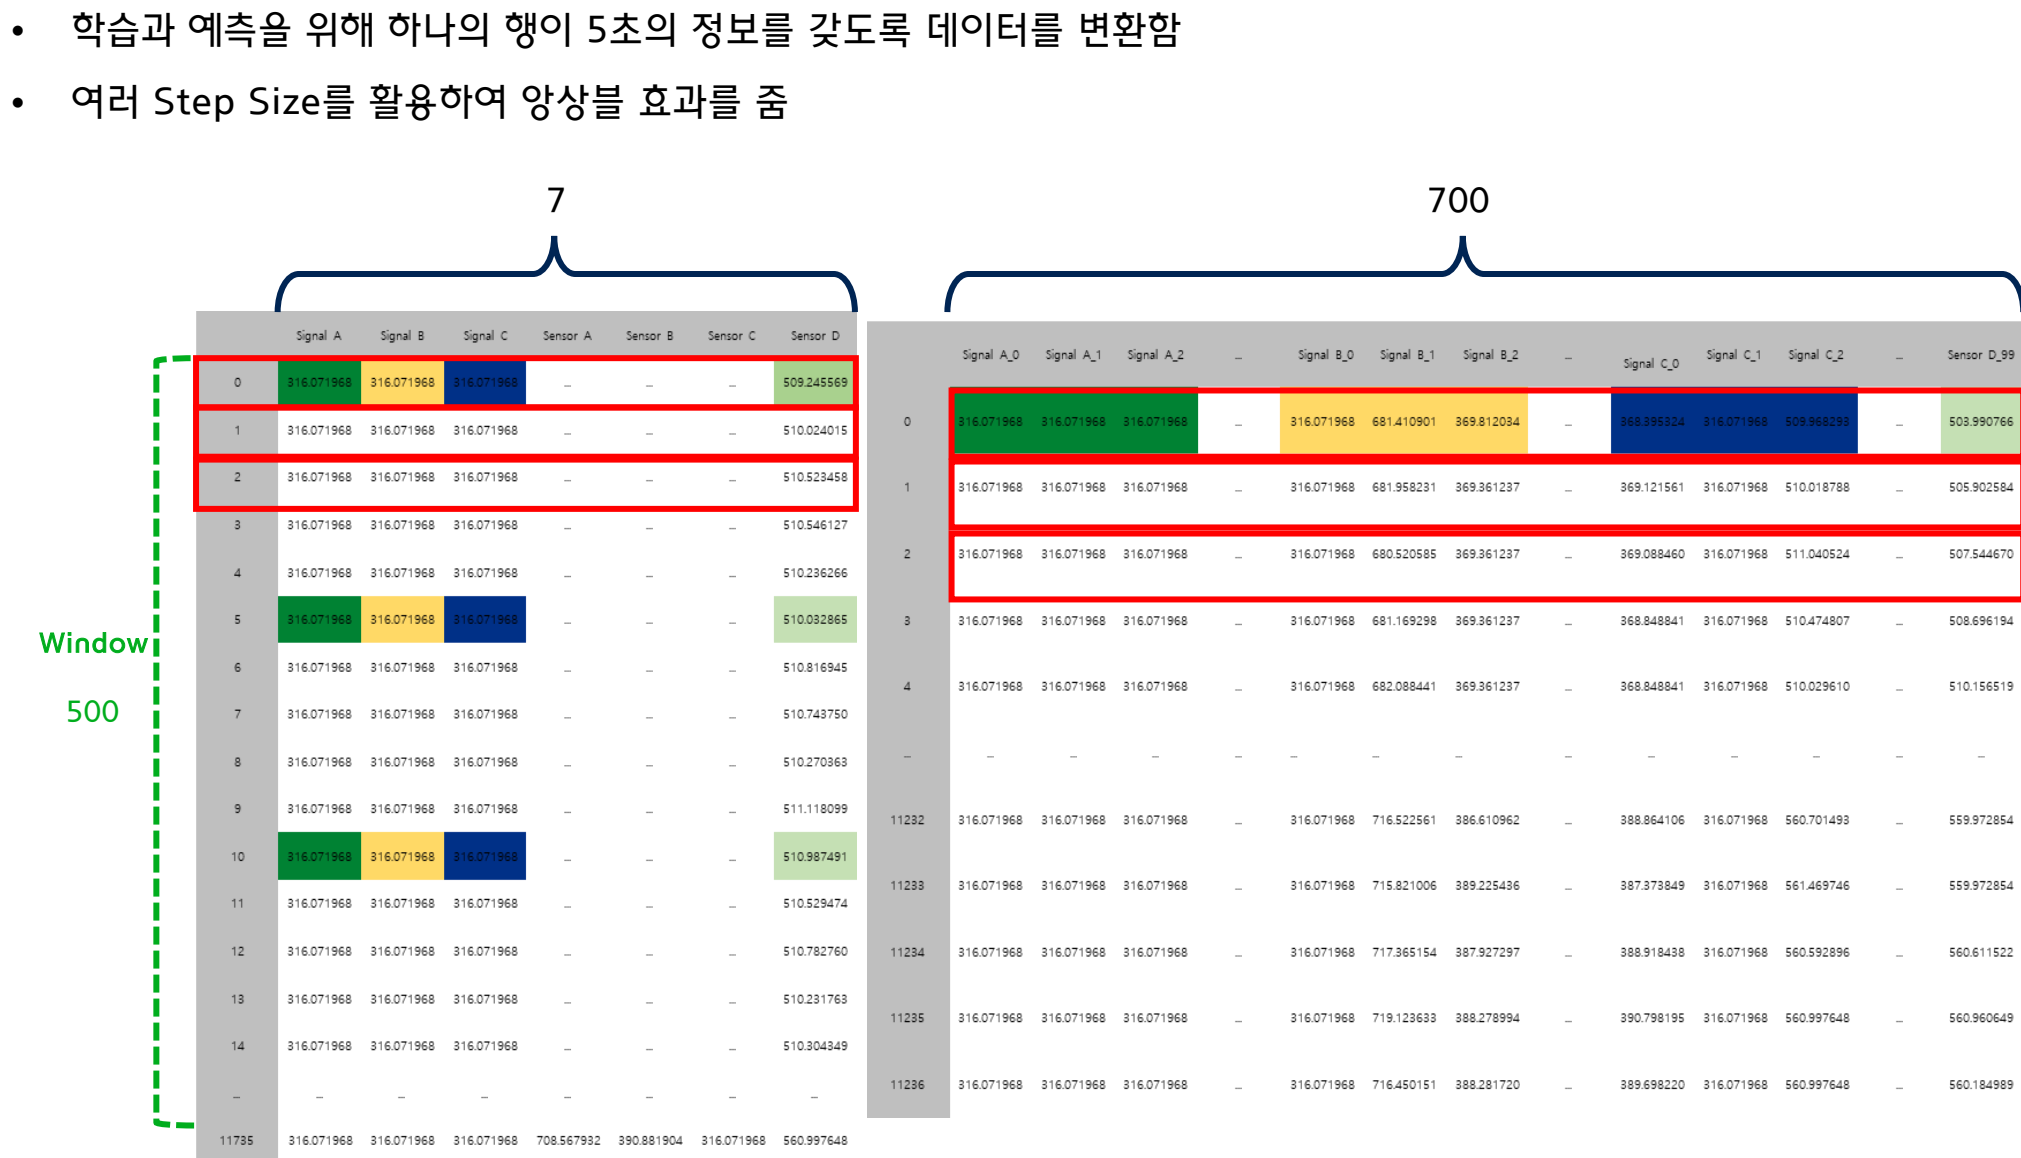 • 학습과 예측을 위해 하나의 행이 5초의 정보를 갖도록 데이터를 변환함
• 여러 Step Size를 활용하여 앙상블 효과를 줌
7
Signal A Signal B Signal C Sensor A Sensor B Sensor C Sensor D
0 316.071968 316.071968 316.071968 ... ... ... 509.245569
1 316.071968 316.071968 316.071968 ... ... ... 510.024015
2 316.071968 316.071968 316.071968 ... ... ... 510.523458
3 316.071968 316.071968 316.071968 ... ... ... 510.546127
4 316.071968 316.071968 316.071968 ... ... ... 510.236266
5 316.071968 316.071968 316.071968 ... ... ... 510.032865
6 316.071968 316.071968 316.071968 ... ... ... 510.816945
7 316.071968 316.071968 316.071968 ... ... ... 510.743750
8 316.071968 316.071968 316.071968 ... ... ... 510.270363
9 316.071968 316.071968 316.071968 ... ... ... 511.118099
10 316.071968 316.071968 316.071968 ... ... ... 510.987491
11 316.071968 316.071968 316.071968 ... ... ... 510.529474
12 316.071968 316.071968 316.071968 ... ... ... 510.782760
13 316.071968 316.071968 316.071968 ... ... ... 510.231763
14 316.071968 316.071968 316.071968 ... ... ... 510.304349
... ... ... ... ... ... ... ...
11735 316.071968 316.071968 316.071968 708.567932 390.881904 316.071968 560.997648
Window
500
700
Signal A_0 Signal A_1 Signal A_2 ... Signal B_0 Signal B_1 Signal B_2 ... Signal C_0 Signal C_1 Signal C_2 ... Sensor D_99
0 316.071968 316.071968 316.071968 ... 316.071968 681.410901 369.812034 ... 368.395324 316.071968 509.968293 ... 503.990766
1 316.071968 316.071968 316.071968 ... 316.071968 681.958231 369.361237 ... 369.121561 316.071968 510.018788 ... 505.902584
2 316.071968 316.071968 316.071968 ... 316.071968 680.520585 369.361237 ... 369.088460 316.071968 511.040524 ... 507.544670
3 316.071968 316.071968 316.071968 ... 316.071968 681.169298 369.361237 ... 368.848841 316.071968 510.474807 ... 508.696194
4 316.071968 316.071968 316.071968 ... 316.071968 682.088441 369.361237 ... 368.848841 316.071968 510.029610 ... 510.156519
... ... ... ... ... ... ... ... ... ... ... ... ... ...
11232 316.071968 316.071968 316.071968 ... 316.071968 716.522561 386.610962 ... 388.864106 316.071968 560.701493 ... 559.972854
11233 316.071968 316.071968 316.071968 ... 316.071968 715.821006 389.225436 ... 387.373849 316.071968 561.469746 ... 559.972854
11234 316.071968 316.071968 316.071968 ... 316.071968 717.365154 387.927297 ... 388.918438 316.071968 560.592896 ... 560.611522
11235 316.071968 316.071968 316.071968 ... 316.071968 719.123633 388.278994 ... 390.798195 316.071968 560.997648 ... 560.960649
11236 316.071968 316.071968 316.071968 ... 316.071968 716.450151 388.281720 ... 389.698220 316.071968 560.997648 ... 560.184989